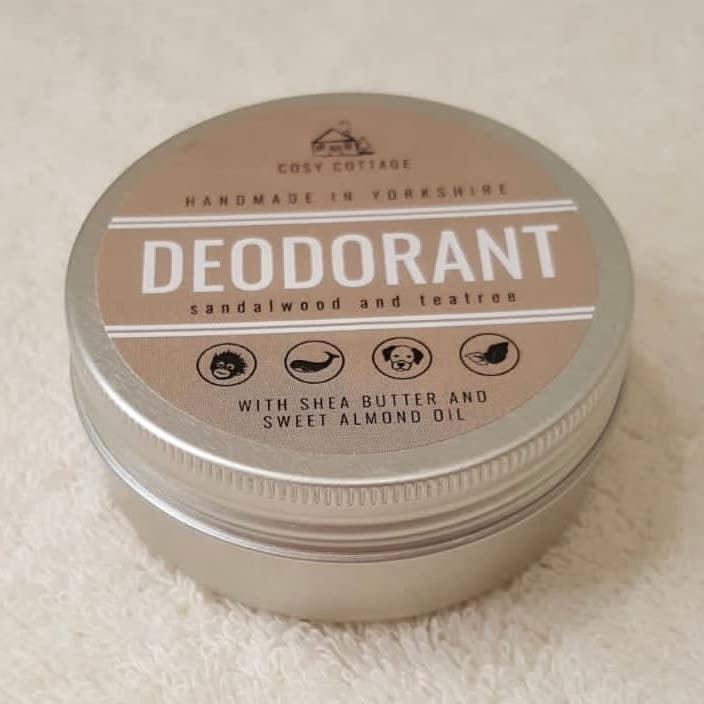 COSY COTTAGE
HANDMADE IN YORKSHIRE
DEODORANT
sandalwood and teatree
WITH SHEA BUTTER AND
SWEET ALMOND OIL